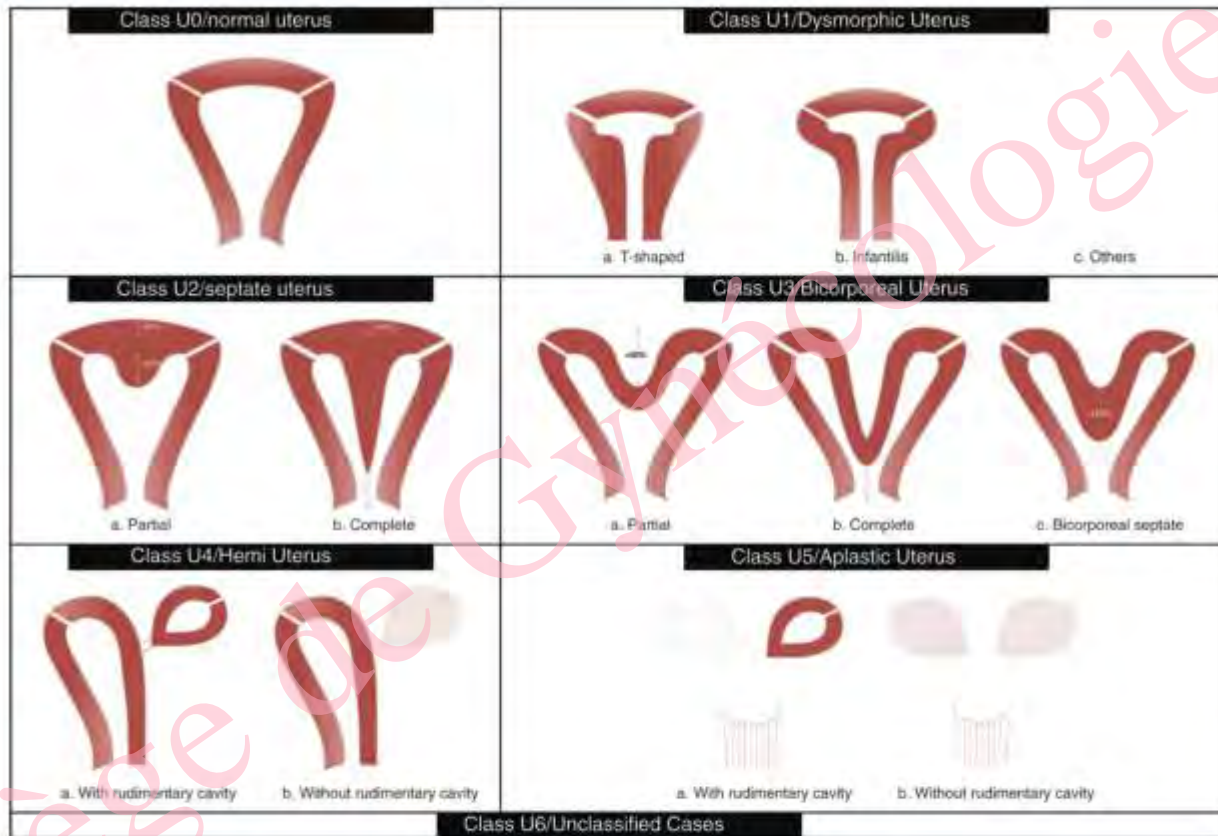 Class U0/normal uterus
Class U1/Dysmorphic Uterus
a. T-shaped
b. Infantilis
c. Others
Class U2/septate uterus
a. Partial
b. Complete
Class U3/Bicorporeal Uterus
a. Partial
b. Complete
c. Bicorporeal septate
Class U4/Hemi Uterus
a. With rudimentary cavity
b. Without rudimentary cavity
Class U5/Aplastic Uterus
a. With rudimentary cavity
b. Without rudimentary cavity
Class U6/Unclassified Cases
ège de Gynécologie